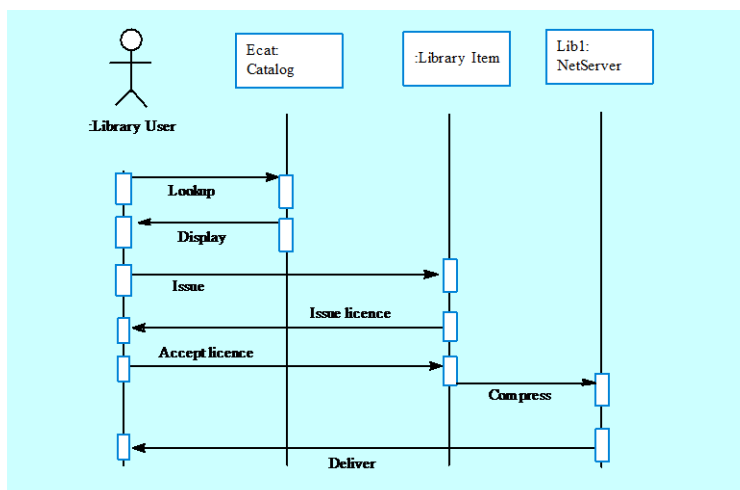 Ecat:
Catalog
:Library Item
Lib1:
NetServer
:Library User
Lookup
Display
Issue
Issue licence
Accept licence
Compress
Deliver